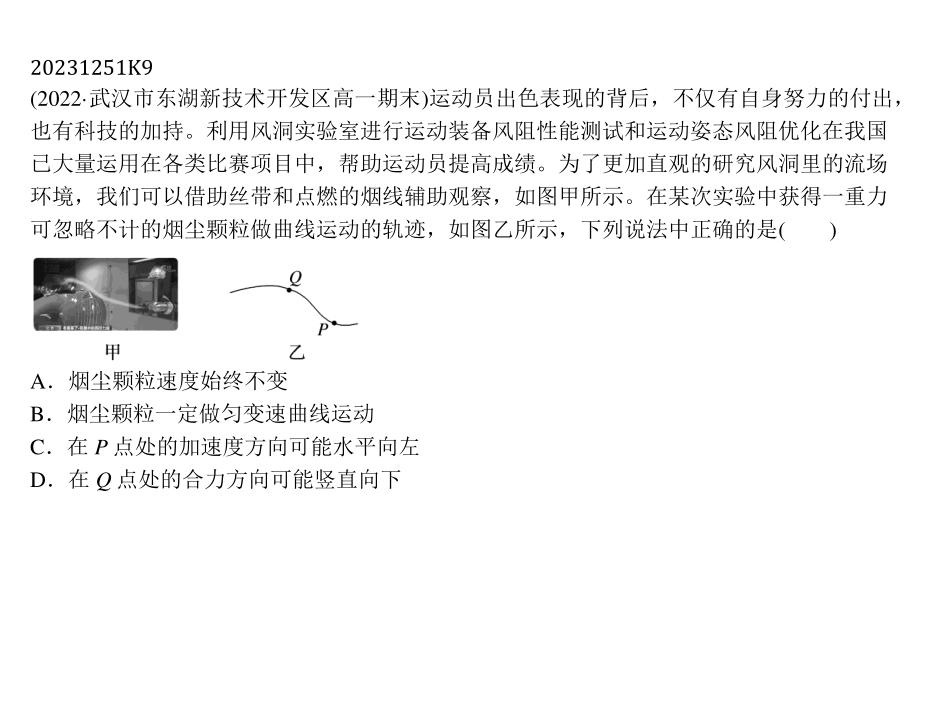 20231251K9
(2022·武汉市东湖新技术开发区高一期末)运动员出色表现的背后，不仅有自身努力的付出，
也有科技的加持。利用风洞实验室进行运动装备风阻性能测试和运动姿态风阻优化在我国
已大量运用在各类比赛项目中，帮助运动员提高成绩。为了更加直观的研究风洞里的流场
环境，我们可以借助丝带和点燃的烟线辅助观察，如图甲所示。在某次实验中获得一重力
可忽略不计的烟尘颗粒做曲线运动的轨迹，如图乙所示，下列说法中正确的是(　　)
Q
P
甲
乙
A．烟尘颗粒速度始终不变
B．烟尘颗粒一定做匀变速曲线运动
C．在 P 点处的加速度方向可能水平向左
D．在 Q 点处的合力方向可能竖直向下